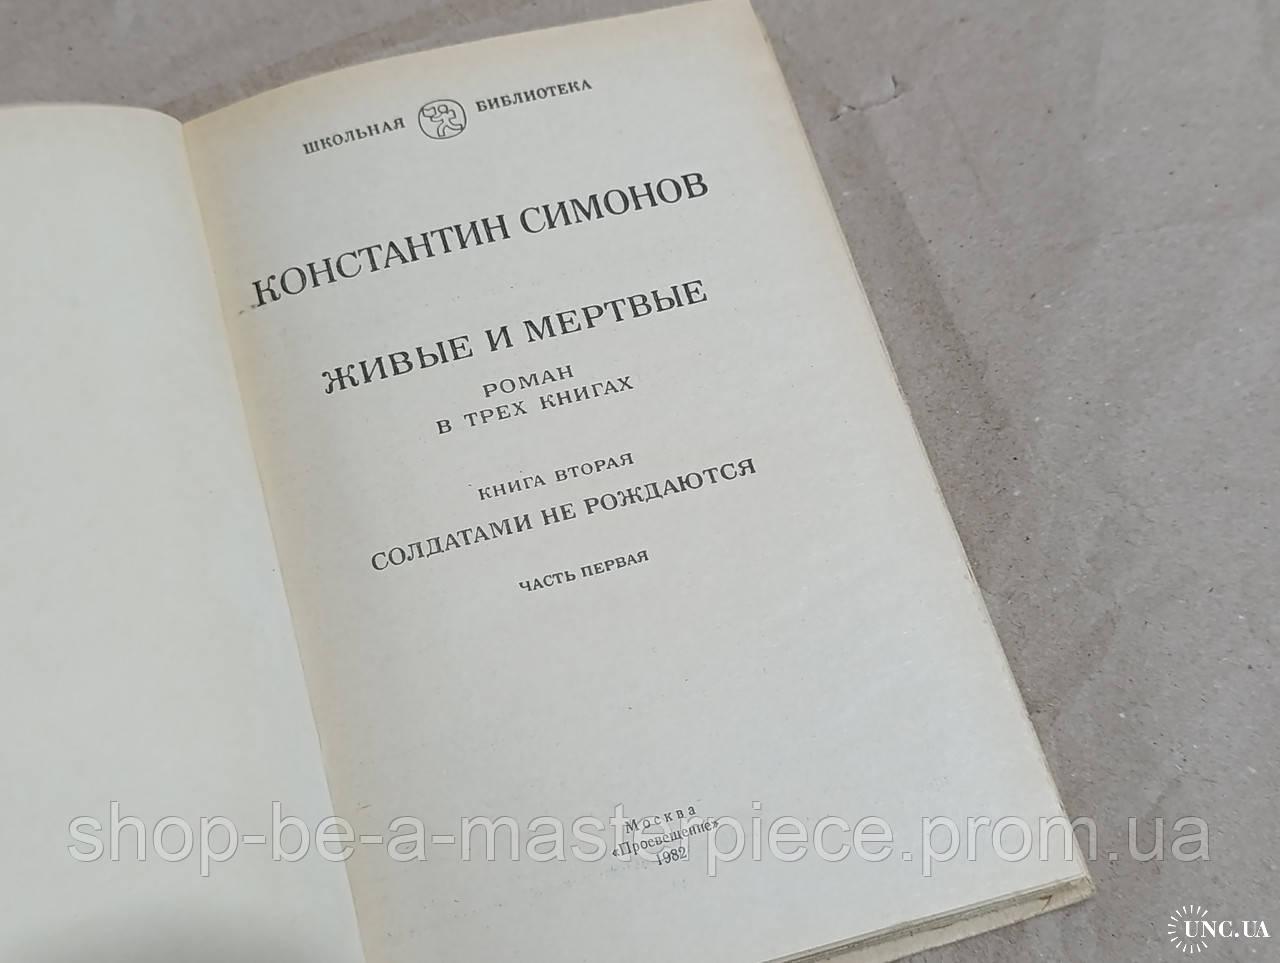 ШКОЛЬНАЯ БИБЛИОТЕКА
КОНСТАНТИН СИМОНОВ
ЖИВЫЕ И МЕРТВЫЕ
РОМАН
В ТРЕХ КНИГАХ
КНИГА ВТОРАЯ
СОЛДАТАМИ НЕ РОЖДАЮТСЯ
ЧАСТЬ ПЕРВАЯ
Москва
«Просвещение»
1982
shop-be-a-masterpiece.prom.ua
UNC.UA